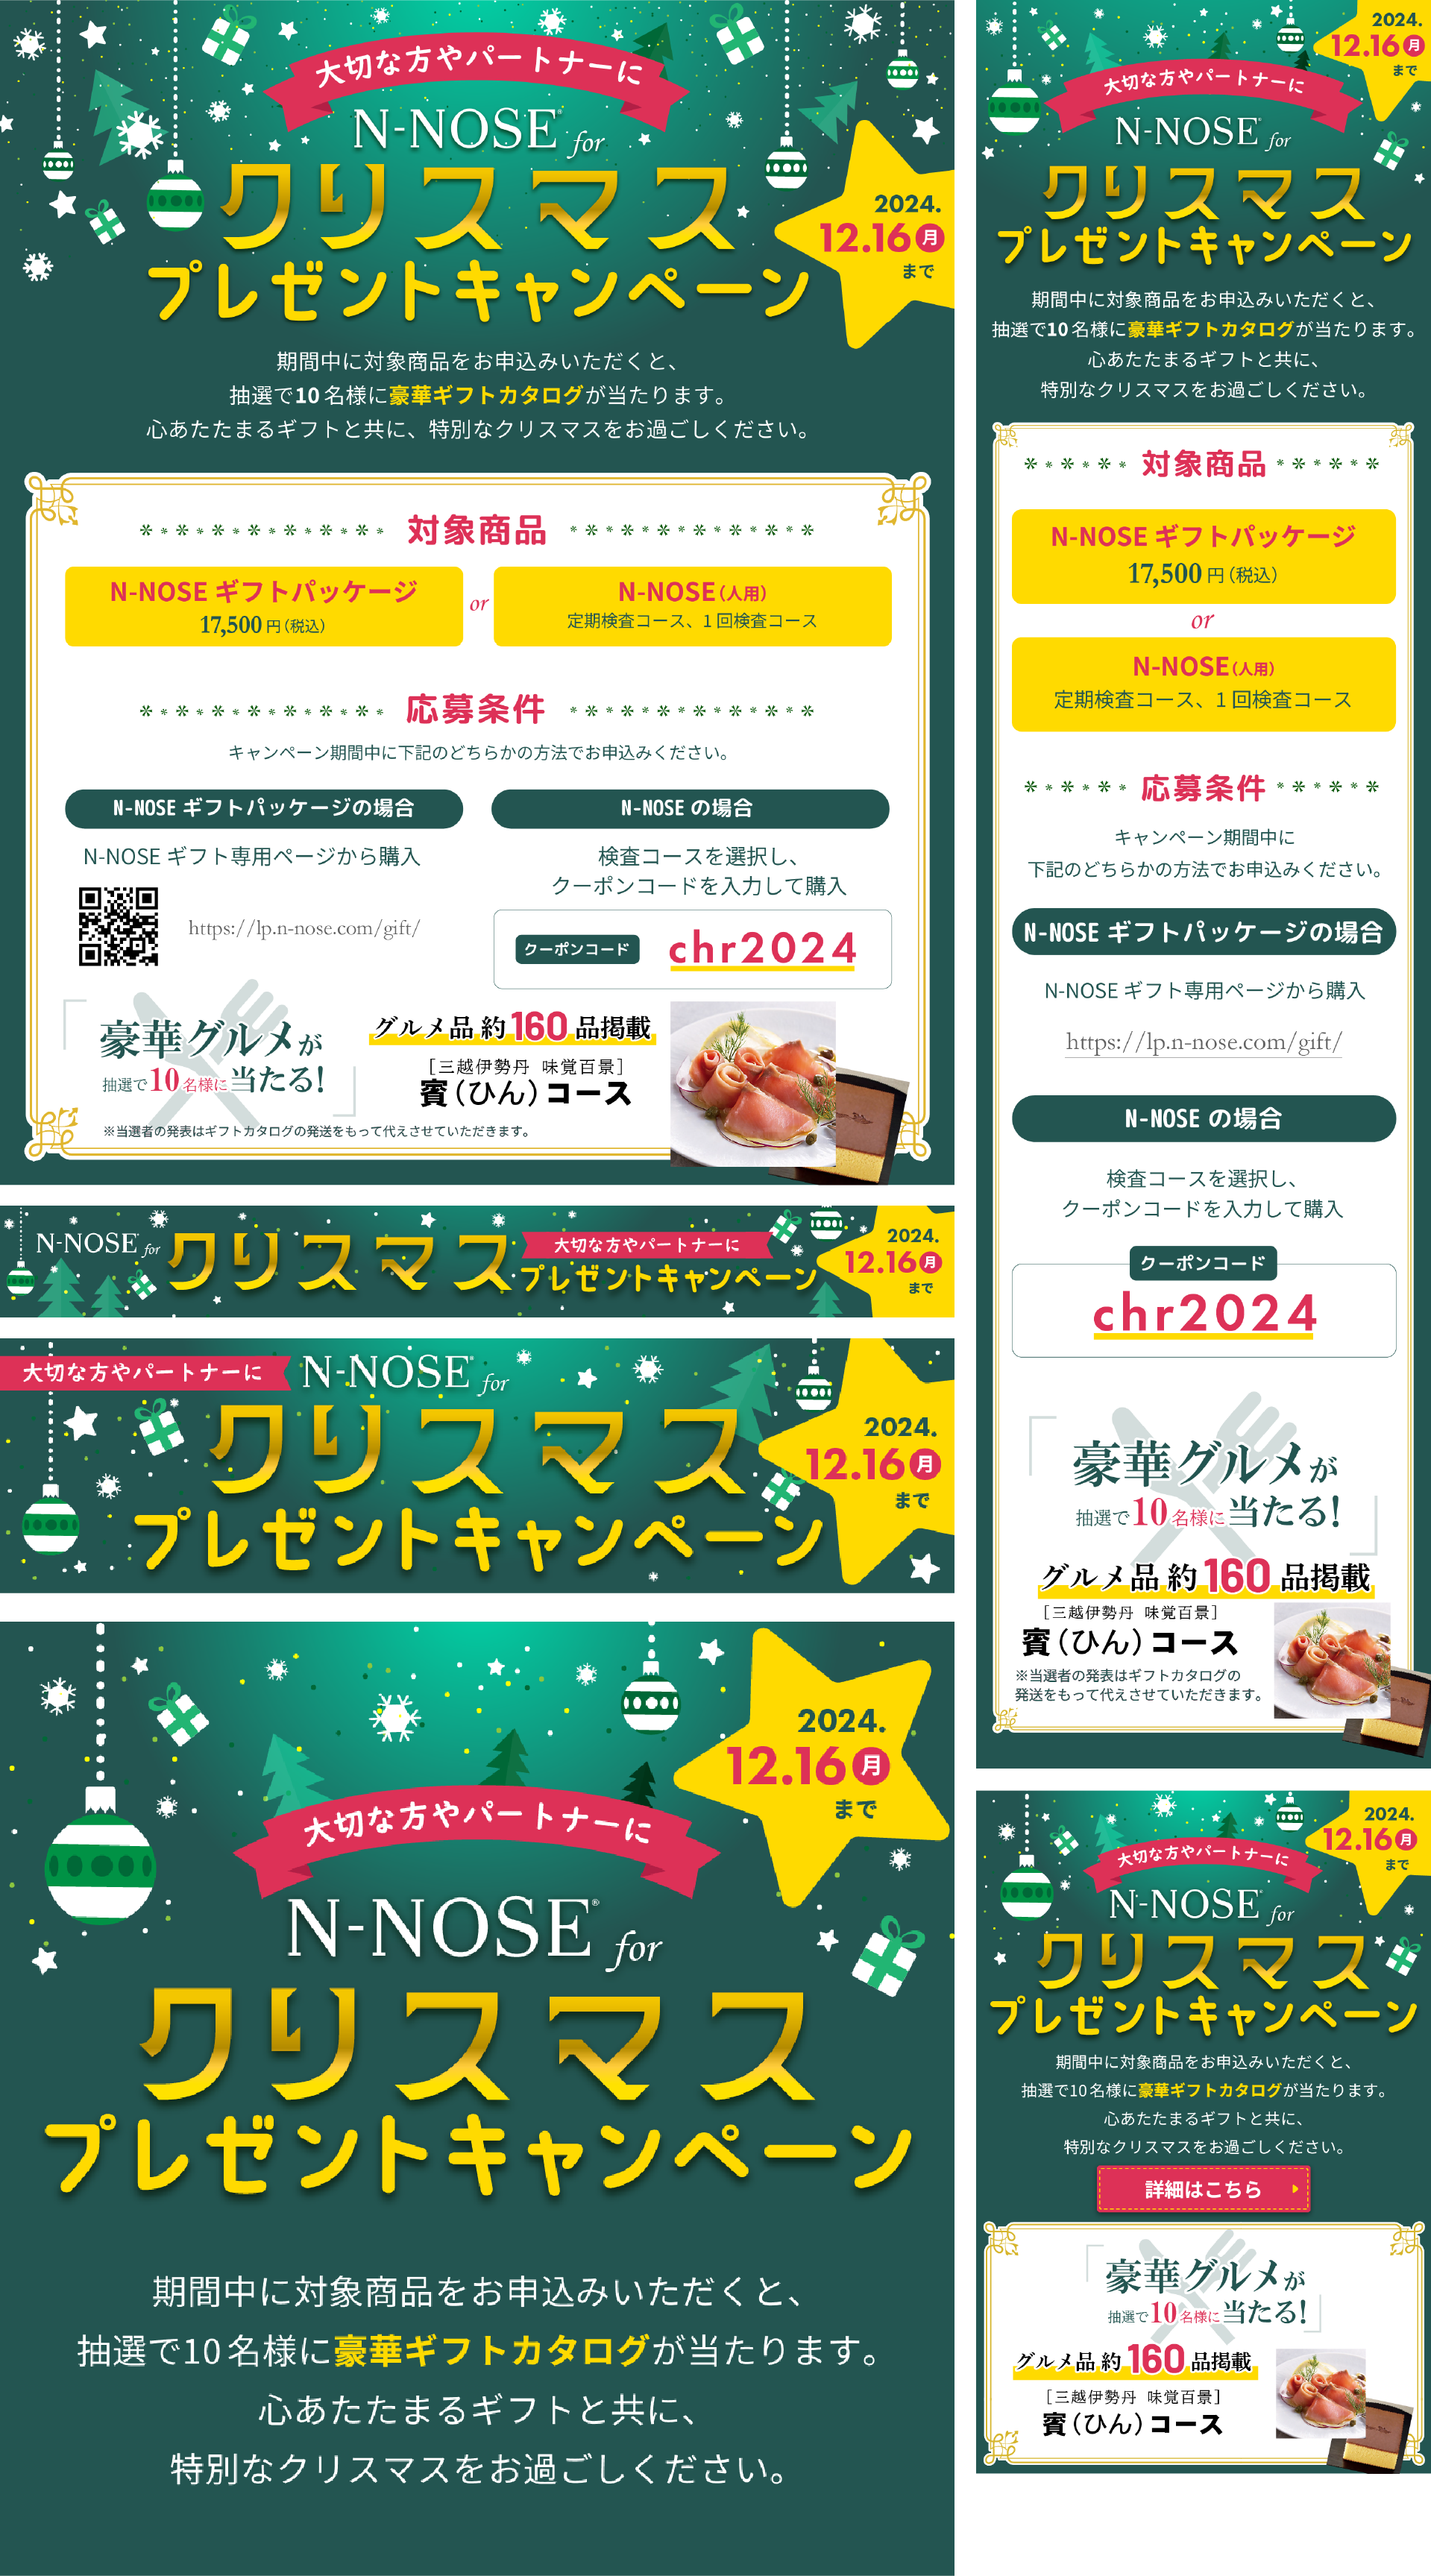 大切な方やパートナーに
N-NOSE® for
クリスマス
プレゼントキャンペーン
2024.
12.16月
まで
期間中に対象商品をお申込みいただくと、
抽選で10名様に豪華ギフトカタログが当たります。
心あたたまるギフトと共に、特別なクリスマスをお過ごしください。
対象商品
N-NOSE ギフトパッケージ
17,500円(税込)
or
N-NOSE(人用)
定期検査コース、1回検査コース
応募条件
キャンペーン期間中に下記のどちらかの方法でお申込みください。
N-NOSE ギフトパッケージの場合
N-NOSE ギフト専用ページから購入
https://lp.n-nose.com/gift/
N-NOSE の場合
検査コースを選択し、
クーポンコードを入力して購入
クーポンコード
chr2024
「豪華グルメが
抽選で10名様に当たる!」
グルメ品 約160品掲載
[三越伊勢丹 味覚百景]
賓(ひん)コース
※当選者の発表はギフトカタログの発送をもって代えさせていただきます。
N-NOSE® for
クリスマス
大切な方やパートナーに
プレゼントキャンペーン
2024.
12.16月
まで
大切な方やパートナーに
N-NOSE® for
クリスマス
プレゼントキャンペーン
2024.
12.16月
まで
2024.
12.16月
まで
大切な方やパートナーに
N-NOSE® for
クリスマス
プレゼントキャンペーン
期間中に対象商品をお申込みいただくと、
抽選で10名様に豪華ギフトカタログが当たります。
心あたたまるギフトと共に、
特別なクリスマスをお過ごしください。
2024.
12.16月
まで
大切な方やパートナーに
N-NOSE® for
クリスマス
プレゼントキャンペーン
期間中に対象商品をお申込みいただくと、
抽選で10名様に豪華ギフトカタログが当たります。
心あたたまるギフトと共に、
特別なクリスマスをお過ごしください。
対象商品
N-NOSE ギフトパッケージ
17,500円(税込)
or
N-NOSE(人用)
定期検査コース、1回検査コース
応募条件
キャンペーン期間中に
下記のどちらかの方法でお申込みください。
N-NOSE ギフトパッケージの場合
N-NOSE ギフト専用ページから購入
https://lp.n-nose.com/gift/
N-NOSE の場合
検査コースを選択し、
クーポンコードを入力して購入
クーポンコード
chr2024
「豪華グルメが
抽選で10名様に当たる!」
グルメ品 約160品掲載
[三越伊勢丹 味覚百景]
賓(ひん)コース
※当選者の発表はギフトカタログの
発送をもって代えさせていただきます。
2024.
12.16月
まで
大切な方やパートナーに
N-NOSE® for
クリスマス
プレゼントキャンペーン
期間中に対象商品をお申込みいただくと、
抽選で10名様に豪華ギフトカタログが当たります。
心あたたまるギフトと共に、
特別なクリスマスをお過ごしください。
詳細はこちら
「豪華グルメが
抽選で10名様に当たる!」
グルメ品 約160品掲載
[三越伊勢丹 味覚百景]
賓(ひん)コース